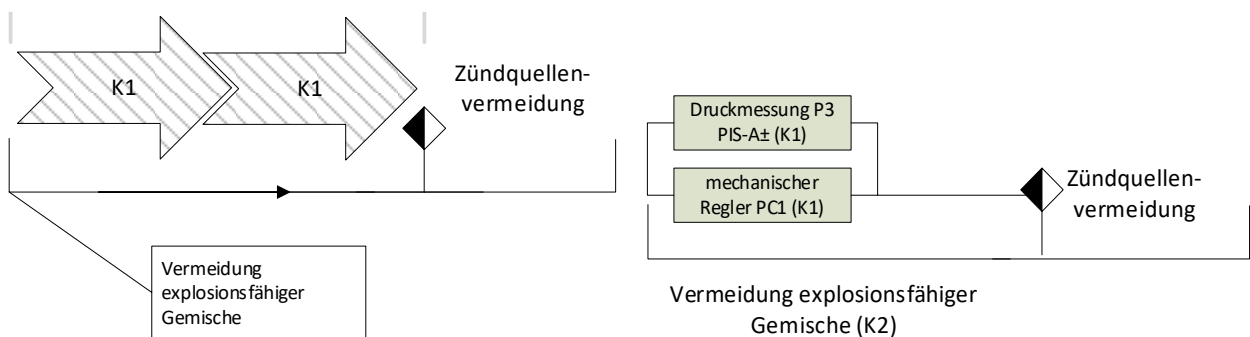 K1
K1
Zündquellen-
vermeidung
Vermeidung
explosionsfähiger
Gemische
Druckmessung P3
PIS-A± (K1)
mechanischer
Regler PC1 (K1)
Zündquellen-
vermeidung
Vermeidung explosionsfähiger
Gemische (K2)